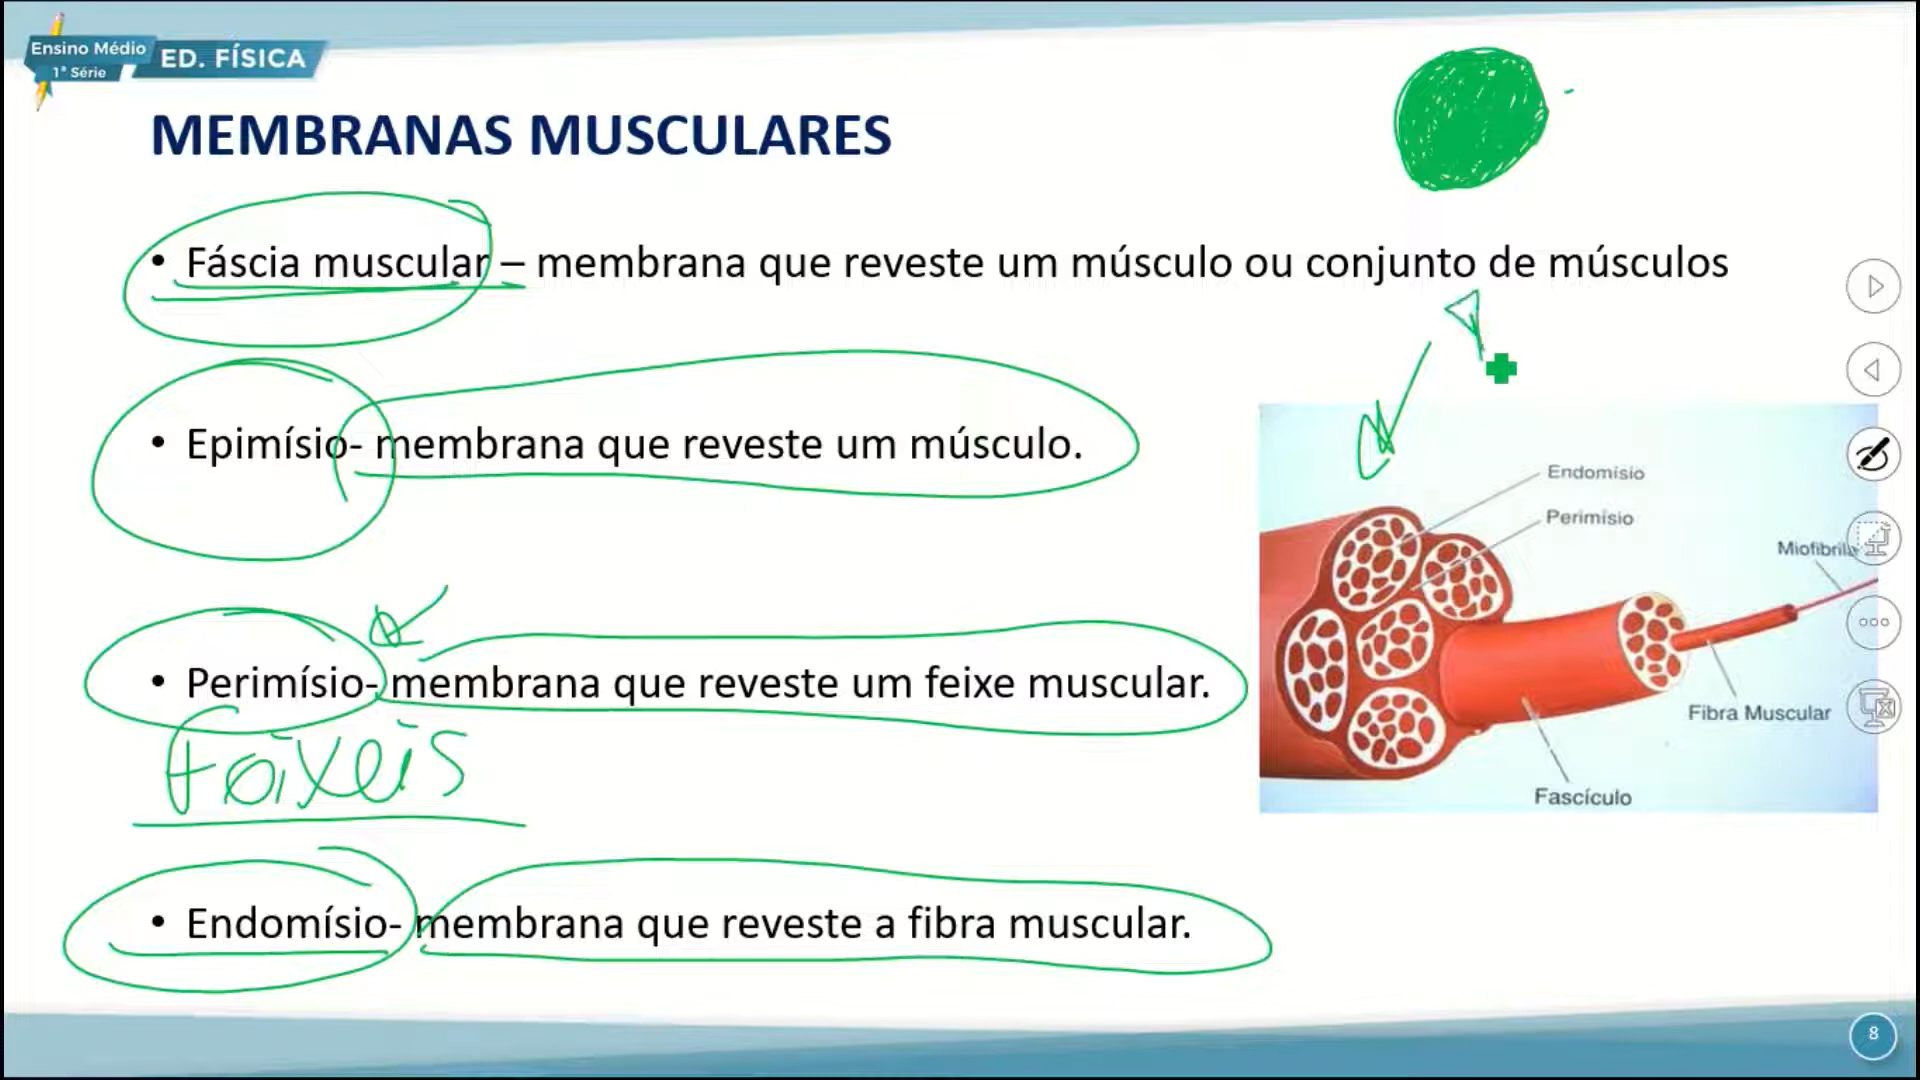 Ensino Médio
1ª Série
ED. FÍSICA
MEMBRANAS MUSCULARES
• Fáscia muscular – membrana que reveste um músculo ou conjunto de músculos
• Epimísio- membrana que reveste um músculo.
• Perimísio- membrana que reveste um feixe muscular.
Feixeis
• Endomísio- membrana que reveste a fibra muscular.
Endomísio
Perimísio
Miofibrila
Fibra Muscular
Fascículo
8